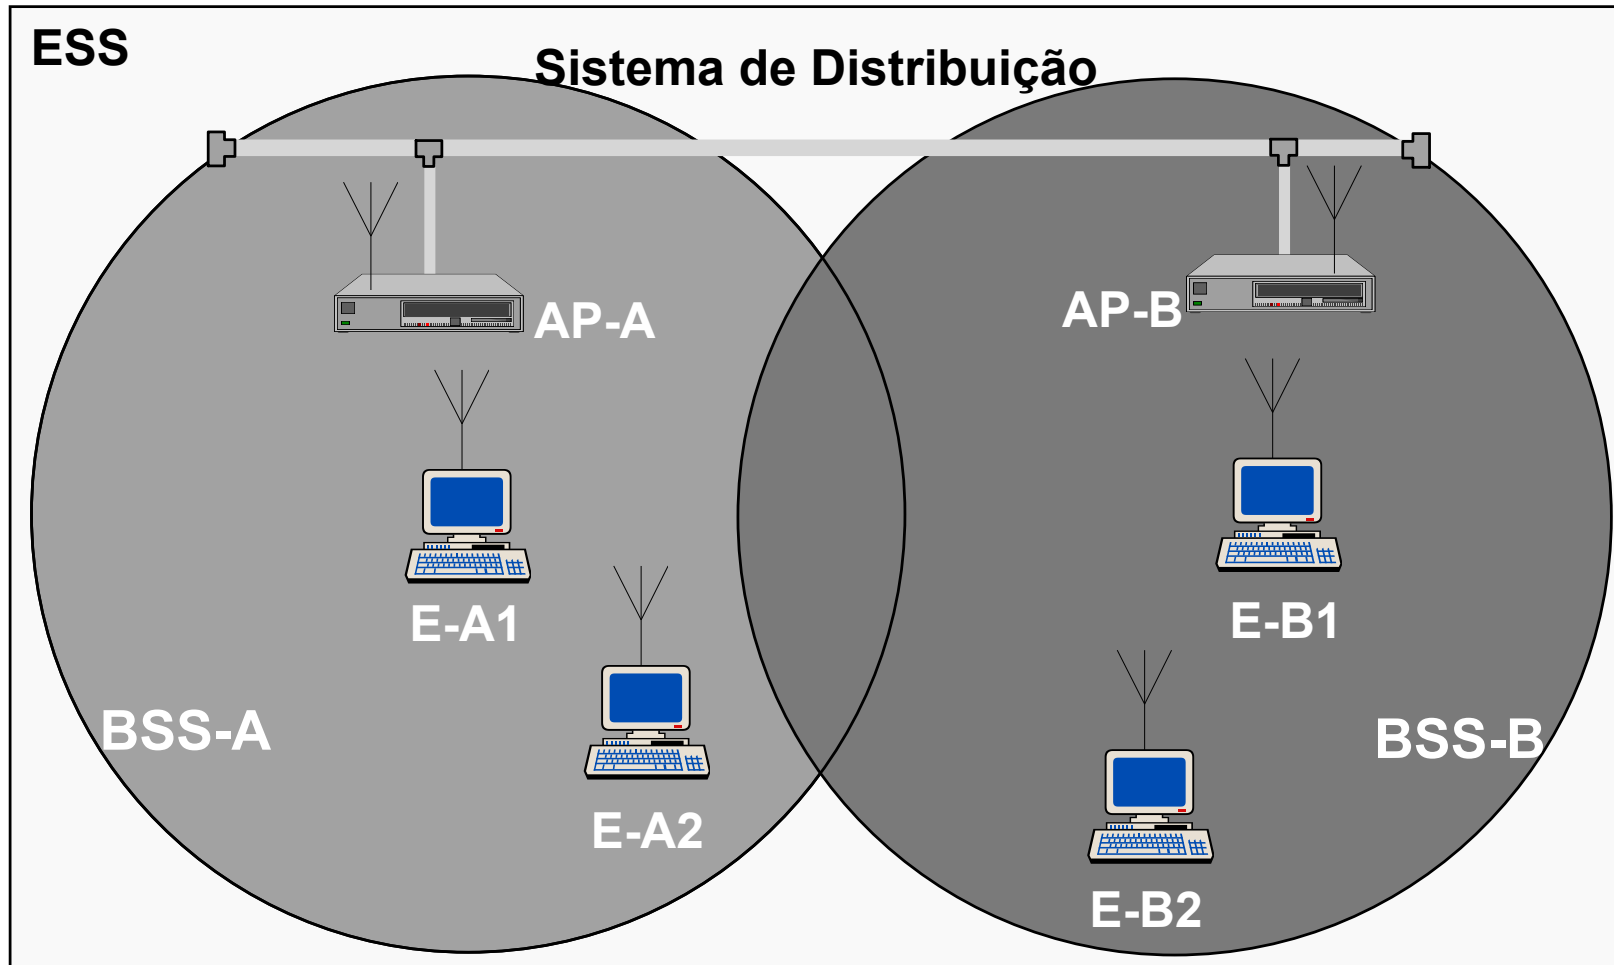 ESS
Sistema de Distribuição
AP-A
AP-B
E-A1
E-B1
BSS-A
BSS-B
E-A2
E-B2